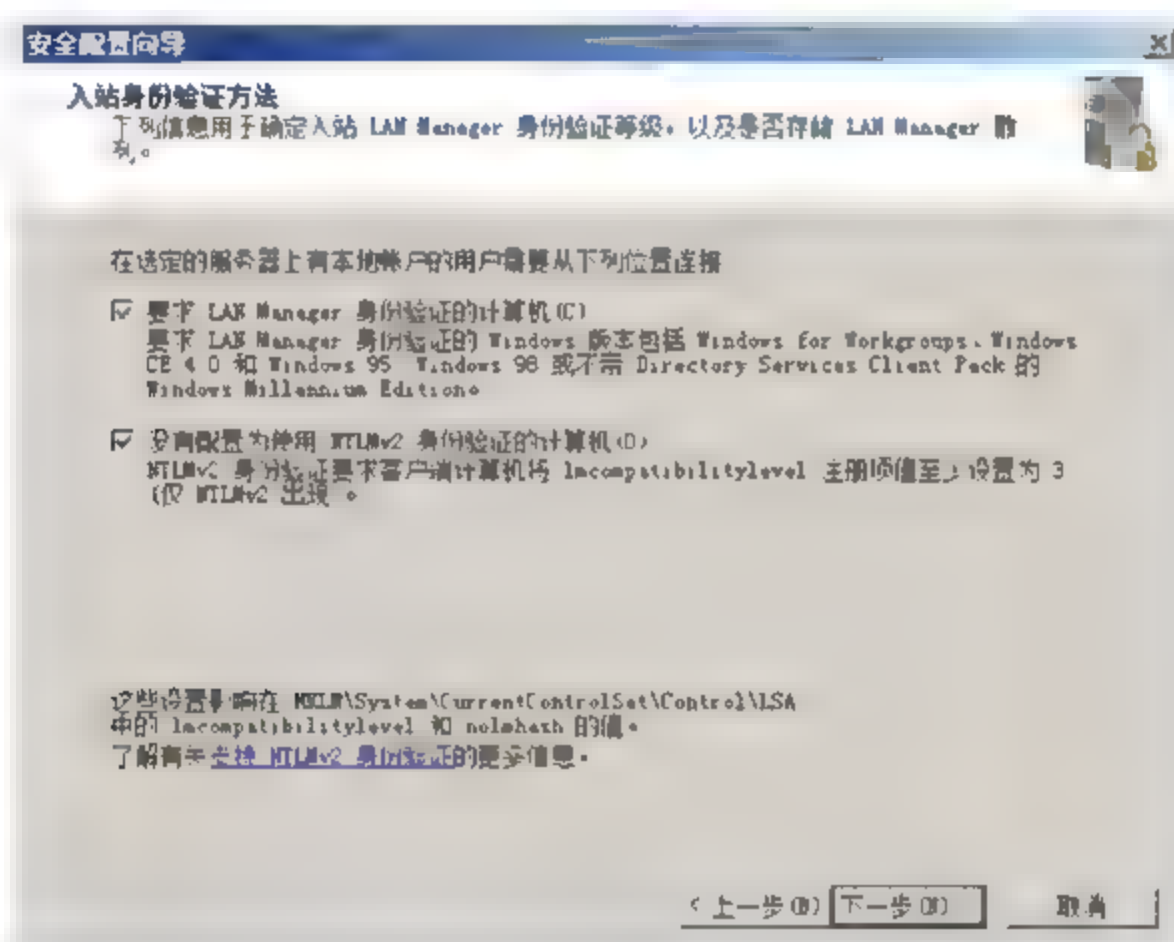 安全配置向导
入站身份验证方法
下列信息用于确定入站 LAN Manager 身份验证等级，以及是否存储 LAN Manager 散
列。
在选定的服务器上有本地帐户的用户需要从下列位置连接
要求 LAN Manager 身份验证的计算机(C)
要求 LAN Manager 身份验证的 Windows 版本包括 Windows for Workgroups、Windows
CE 4.0 和 Windows 95 Windows 98 或不带 Directory Services Client Pack 的
Windows Millennium Edition。
没有配置为使用 NTLMv2 身份验证的计算机(D)
NTLMv2 身份验证要求客户端计算机将 lmcompatibilitylevel 注册项值至少设置为 3
(仅 NTLMv2 出现 。
这些设置影响在 HKLM\System\CurrentControlSet\Control\LSA
中的 lmcompatibilitylevel 和 nolmhash 的值。
了解有关支持 NTLMv2 身份验证的更多信息。
< 上一步(B) 下一步(N) 取消